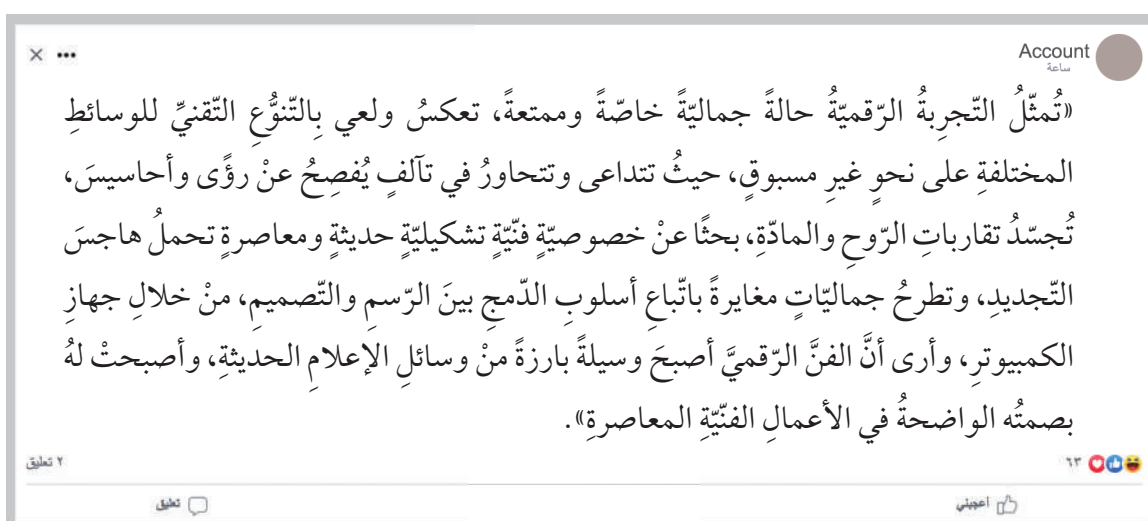 Account
ساعة
«تُمثّلُ التّجرِبةُ الرّقميّةُ حالةً جماليّةً خاصّةً وممتعةً، تعكسُ ولعي بِالتّنوُّعِ التّقنيِّ للوسائطِ
المختلفةِ على نحوٍ غيرِ مسبوقٍ، حيثُ تتداعى وتتحاورُ في تآلفٍ يُفصِحُ عنْ رؤًى وأحاسيسَ،
تُجسّدُ تقارباتِ الرّوحِ والمادّةِ، بحثًا عنْ خصوصيّةٍ فنّيّةٍ تشكيليّةٍ حديثةٍ ومعاصرةٍ تحملُ هاجسَ
التّجديدِ، وتطرحُ جماليّاتٍ مغايرةً باتّباعِ أسلوبِ الدّمجِ بينَ الرّسمِ والتّصميمِ، منْ خلالِ جهازِ
الكمبيوترِ، وأرى أنَّ الفنَّ الرّقميَّ أصبحَ وسيلةً بارزةً منْ وسائلِ الإعلامِ الحديثةِ، وأصبحتْ لهُ
بصمتُه الواضحةُ في الأعمالِ الفنّيّةِ المعاصرةِ».
٦٣
٢ تعليق
أعجبني
تعليق